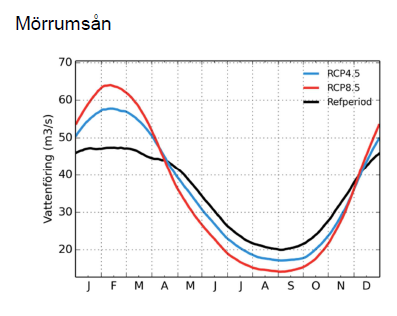 Mörrumsån
70
60
50
40
30
20
Vattenföring (m3/s)
RCP4.5
RCP8.5
Refperiod
J F M A M J J A S O N D